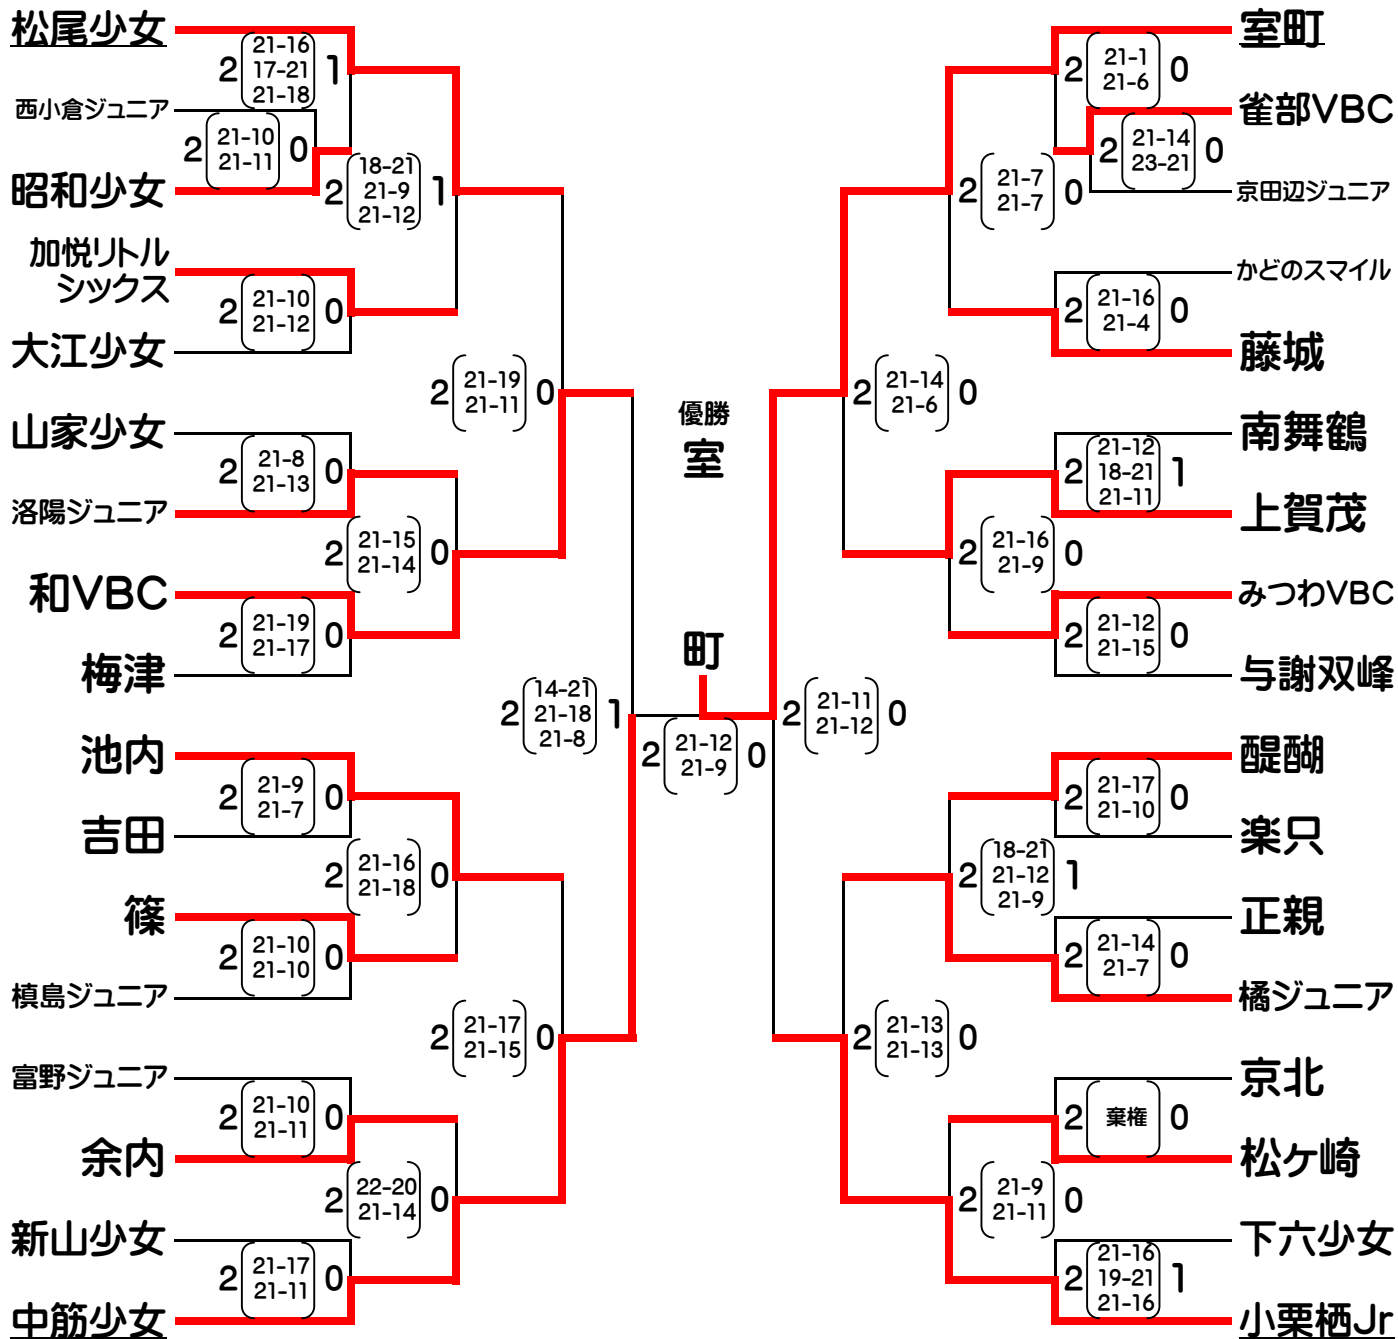 松尾少女
2 21-16 1
17-21
21-18
西小倉ジュニア
2 21-10 0
21-11
昭和少女
2 18-21 1
21-9
21-12
加悦リトル
シックス
2 21-10 0
21-12
大江少女
2 21-19 0
21-11
山家少女
2 21-8 0
21-13
洛陽ジュニア
2 21-15 0
21-14
和VBC
2 21-19 0
21-17
梅津
2 14-21 1
21-18
21-8
池内
2 21-9 0
21-7
吉田
2 21-16 0
21-18
篠
2 21-10 0
21-10
槙島ジュニア
2 21-17 0
21-15
富野ジュニア
2 21-10 0
21-11
余内
2 22-20 0
21-14
新山少女
2 21-17 0
21-11
中筋少女
優勝
室
町
2 21-12 0
21-9
室町
2 21-1 0
21-6
雀部VBC
2 21-14 0
23-21
京田辺ジュニア
2 21-7 0
21-7
かどのスマイル
2 21-16 0
21-4
藤城
2 21-14 0
21-6
南舞鶴
2 21-12 1
18-21
21-11
上賀茂
2 21-16 0
21-9
みつわVBC
2 21-12 0
21-15
与謝双峰
2 21-11 0
21-12
醍醐
2 21-17 0
21-10
楽只
2 18-21 1
21-12
21-9
正親
2 21-14 0
21-7
橘ジュニア
2 21-13 0
21-13
京北
2 棄権 0
松ヶ崎
2 21-9 0
21-11
下六少女
2 21-16 1
19-21
21-16
小栗栖Jr